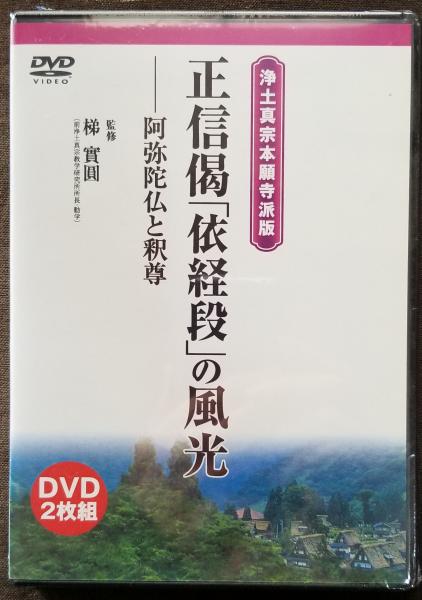 DVD
VIDEO
浄土真宗本願寺派版
正信偈「依経段」の風光
――阿弥陀仏と釈尊
監修
梯 實圓
(前浄土真宗教学研究所所長 勧学)
DVD
2枚組